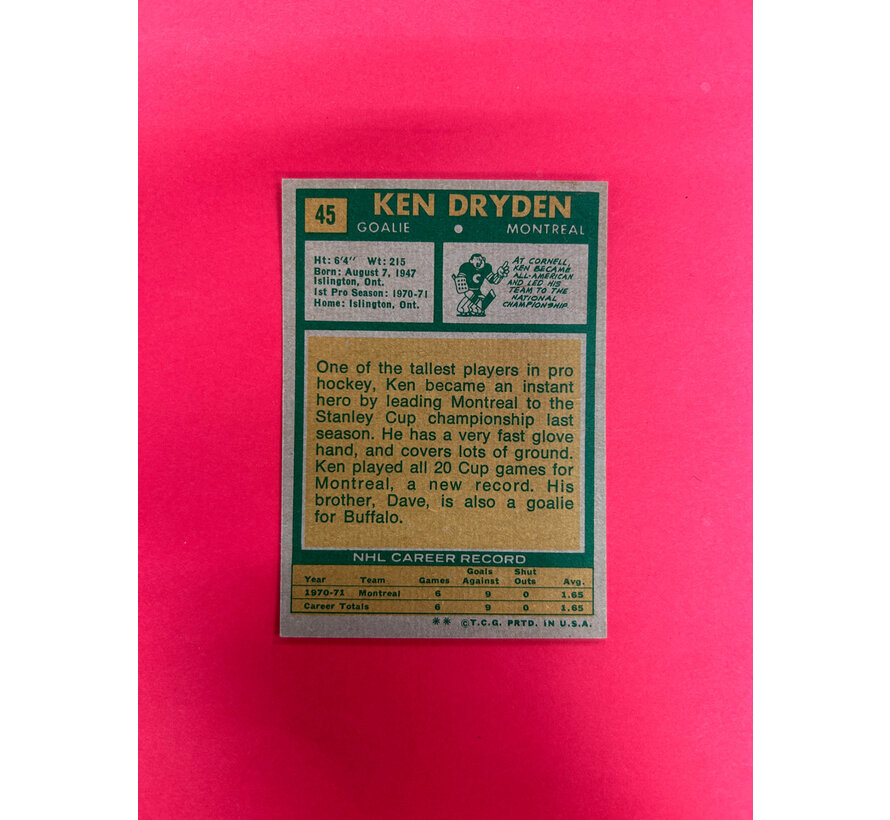 45
KEN DRYDEN
GOALIE • MONTREAL
Ht: 6'4" Wt: 215
Born: August 7, 1947
Islington, Ont.
1st Pro Season: 1970-71
Home: Islington, Ont.
AT CORNELL,
KEN BECAME
ALL-AMERICAN
AND LED HIS
TEAM TO THE
NATIONAL
CHAMPIONSHIP.
C
One of the tallest players in pro
hockey, Ken became an instant
hero by leading Montreal to the
Stanley Cup championship last
season. He has a very fast glove
hand, and covers lots of ground.
Ken played all 20 Cup games for
Montreal, a new record. His
brother, Dave, is also a goalie
for Buffalo.
NHL CAREER RECORD
Year Team Games Goals Against Shut Outs Avg.
1970-71 Montreal 6 9 0 1.65
Career Totals 6 9 0 1.65
** © T.C.G. PRTD. IN U.S.A.